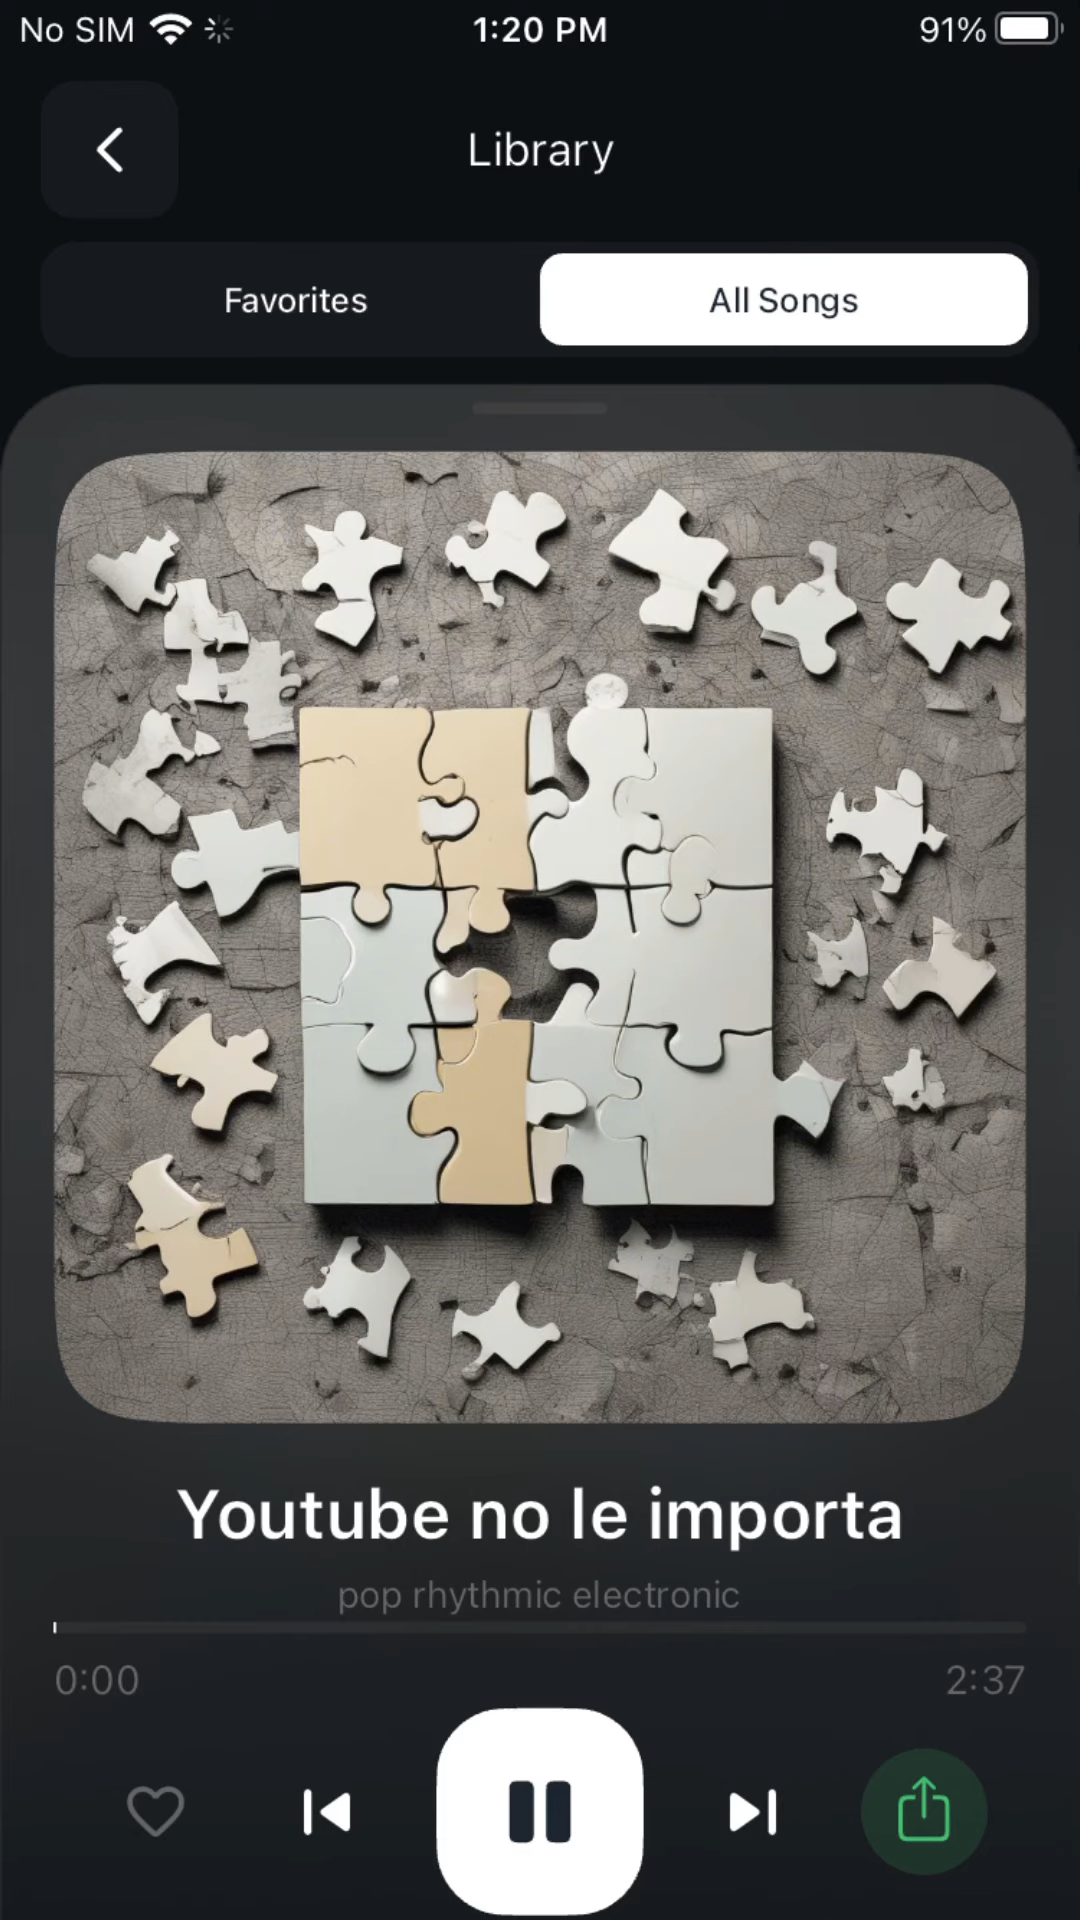 No SIM 1:20 PM 91%
Library
Favorites All Songs
Youtube no le importa
pop rhythmic electronic
0:00 2:37